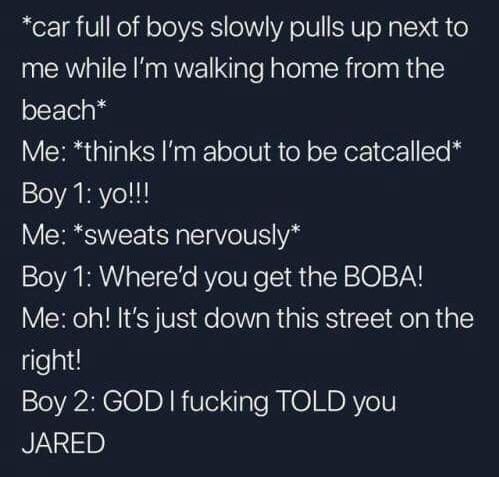 *car full of boys slowly pulls up next to
me while I'm walking home from the
beach*
Me: *thinks I'm about to be catcalled*
Boy 1: yo!!!
Me: *sweats nervously*
Boy 1: Where'd you get the BOBA!
Me: oh! It's just down this street on the
right!
Boy 2: GOD I fucking TOLD you
JARED